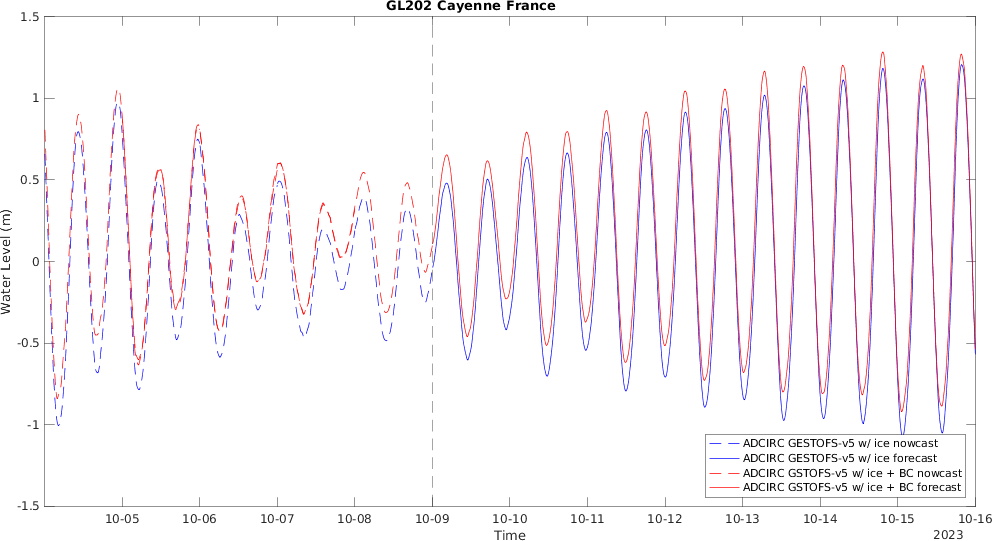 GL202 Cayenne France
1.5
1
0.5
0
-0.5
-1
-1.5
Water Level (m)
ADCIRC GESTOFS-v5 w/ ice nowcast
ADCIRC GESTOFS-v5 w/ ice forecast
ADCIRC GSTOFS-v5 w/ ice + BC nowcast
ADCIRC GSTOFS-v5 w/ ice + BC forecast
10-05 10-06 10-07 10-08 10-09 10-10 10-11 10-12 10-13 10-14 10-15 10-16
Time
2023